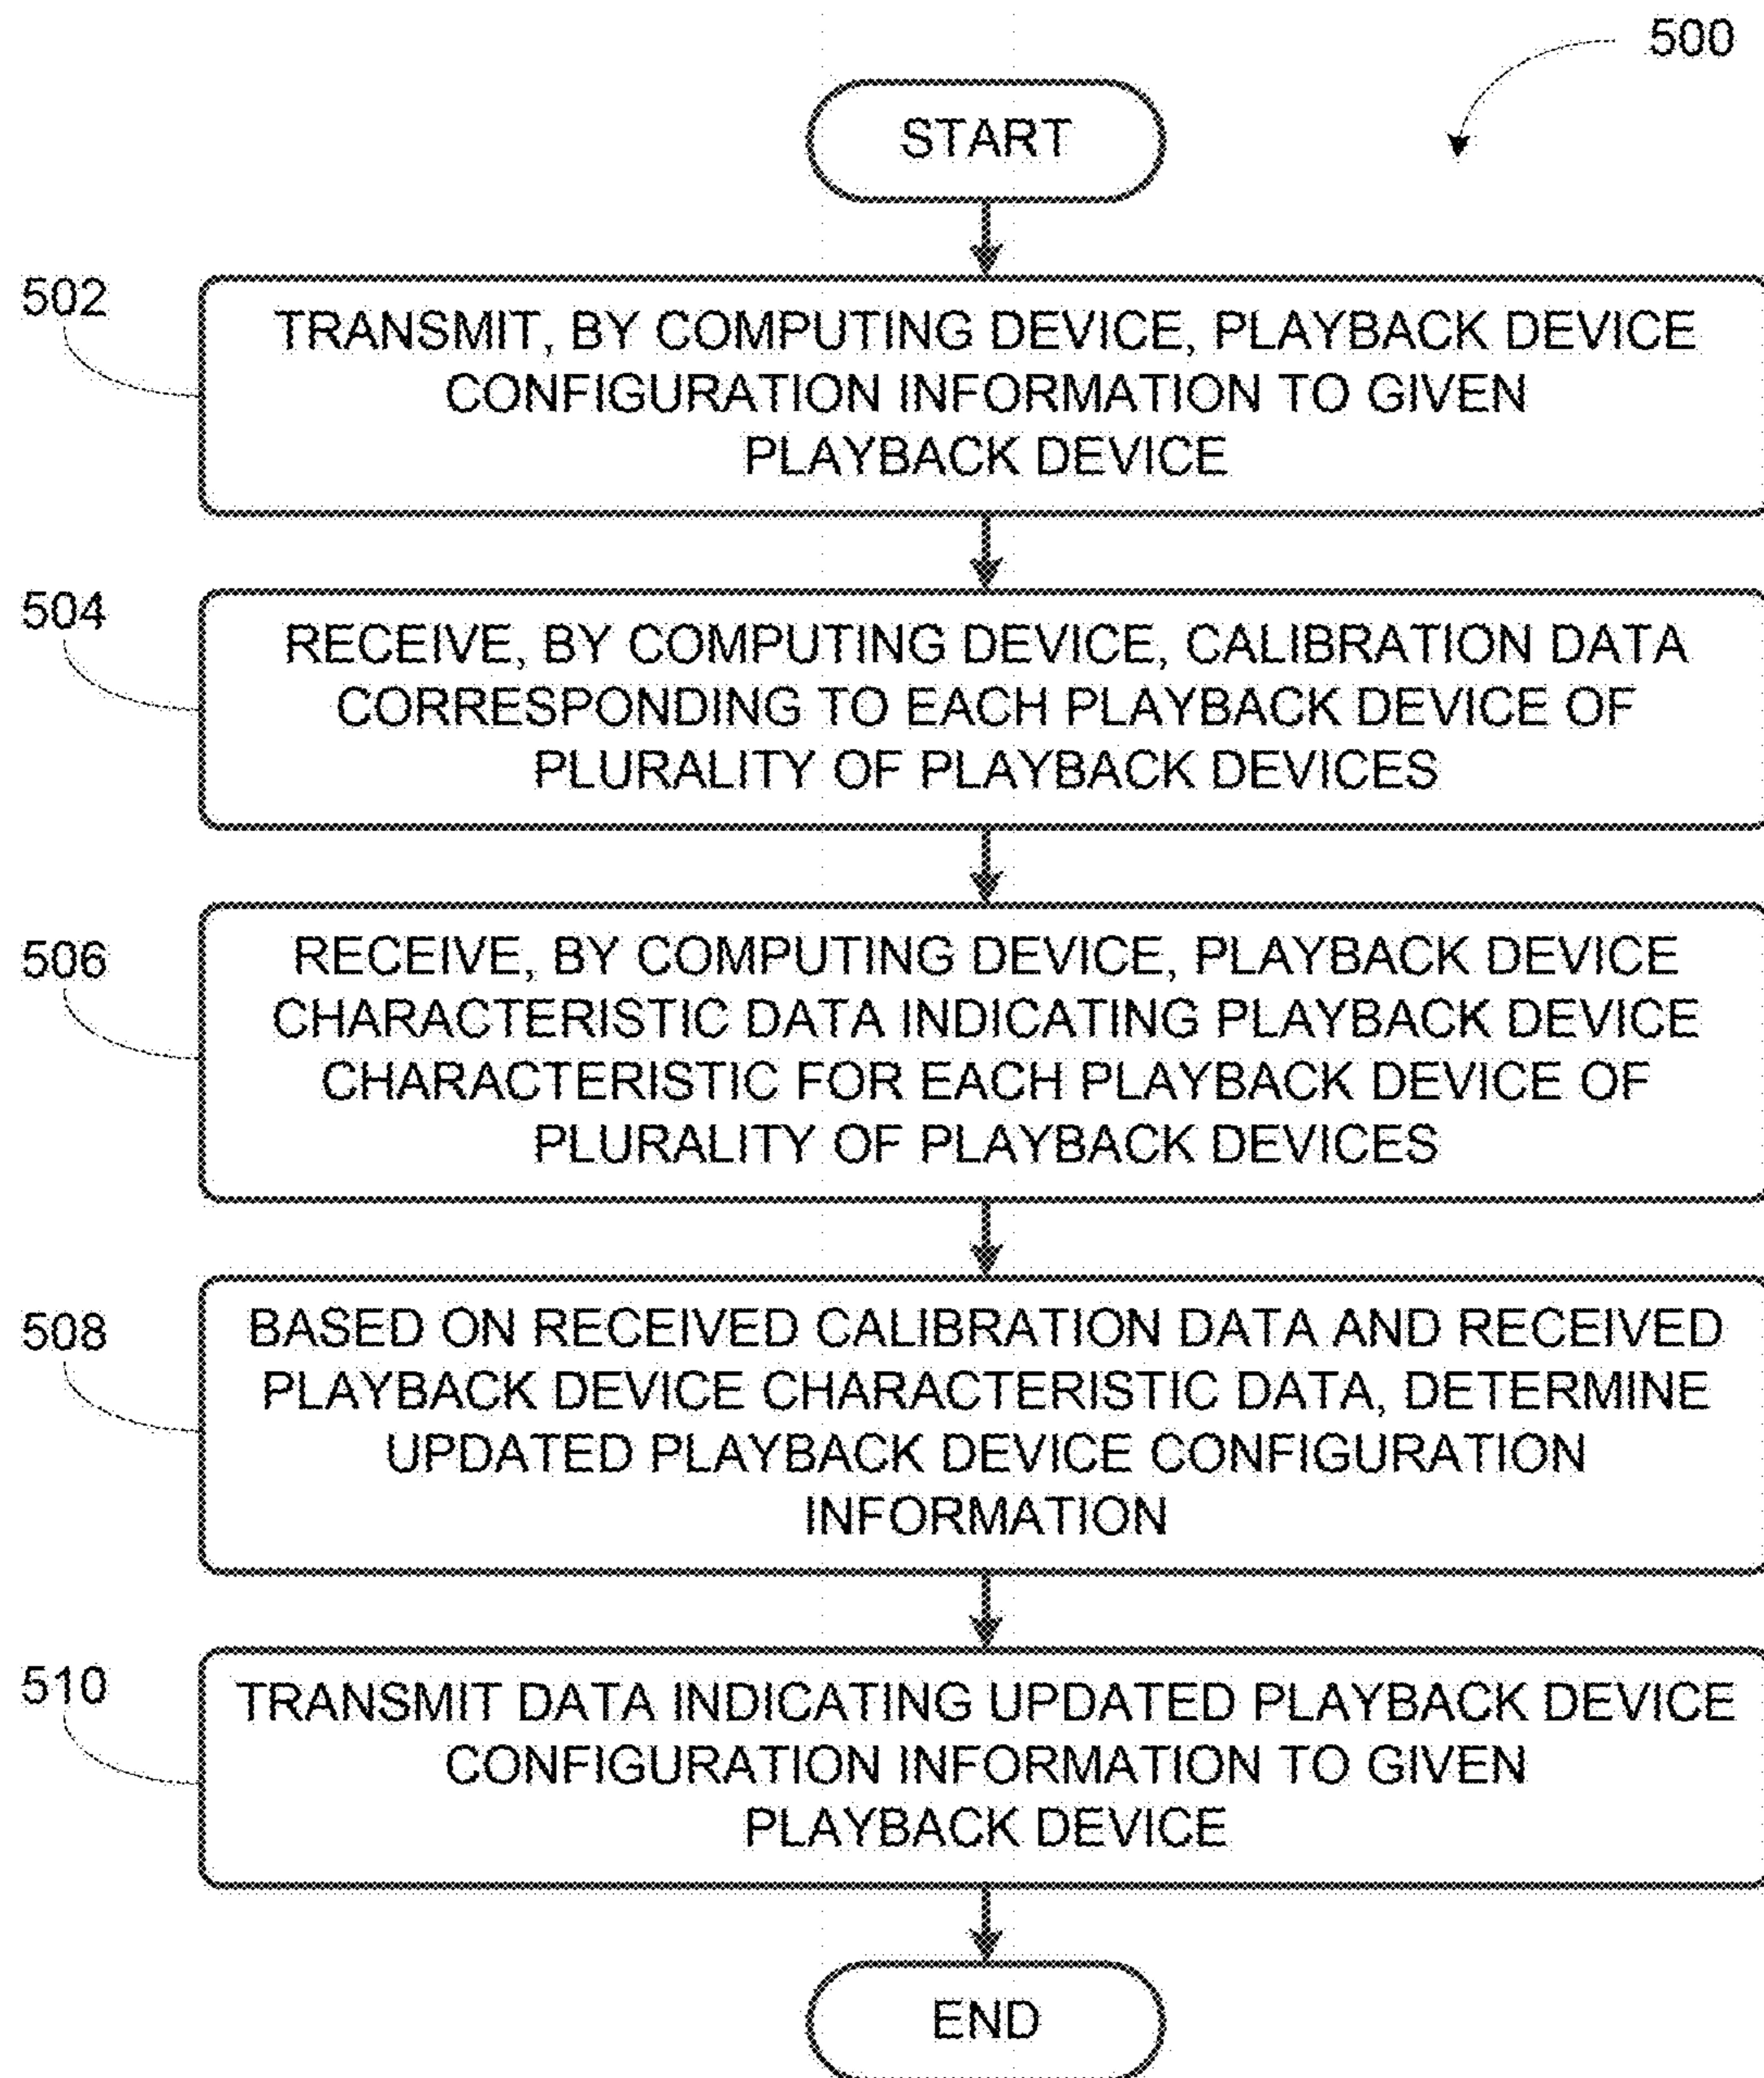 500
START
502
TRANSMIT, BY COMPUTING DEVICE, PLAYBACK DEVICE
CONFIGURATION INFORMATION TO GIVEN
PLAYBACK DEVICE
504
RECEIVE, BY COMPUTING DEVICE, CALIBRATION DATA
CORRESPONDING TO EACH PLAYBACK DEVICE OF
PLURALITY OF PLAYBACK DEVICES
506
RECEIVE, BY COMPUTING DEVICE, PLAYBACK DEVICE
CHARACTERISTIC DATA INDICATING PLAYBACK DEVICE
CHARACTERISTIC FOR EACH PLAYBACK DEVICE OF
PLURALITY OF PLAYBACK DEVICES
508
BASED ON RECEIVED CALIBRATION DATA AND RECEIVED
PLAYBACK DEVICE CHARACTERISTIC DATA, DETERMINE
UPDATED PLAYBACK DEVICE CONFIGURATION
INFORMATION
510
TRANSMIT DATA INDICATING UPDATED PLAYBACK DEVICE
CONFIGURATION INFORMATION TO GIVEN
PLAYBACK DEVICE
END